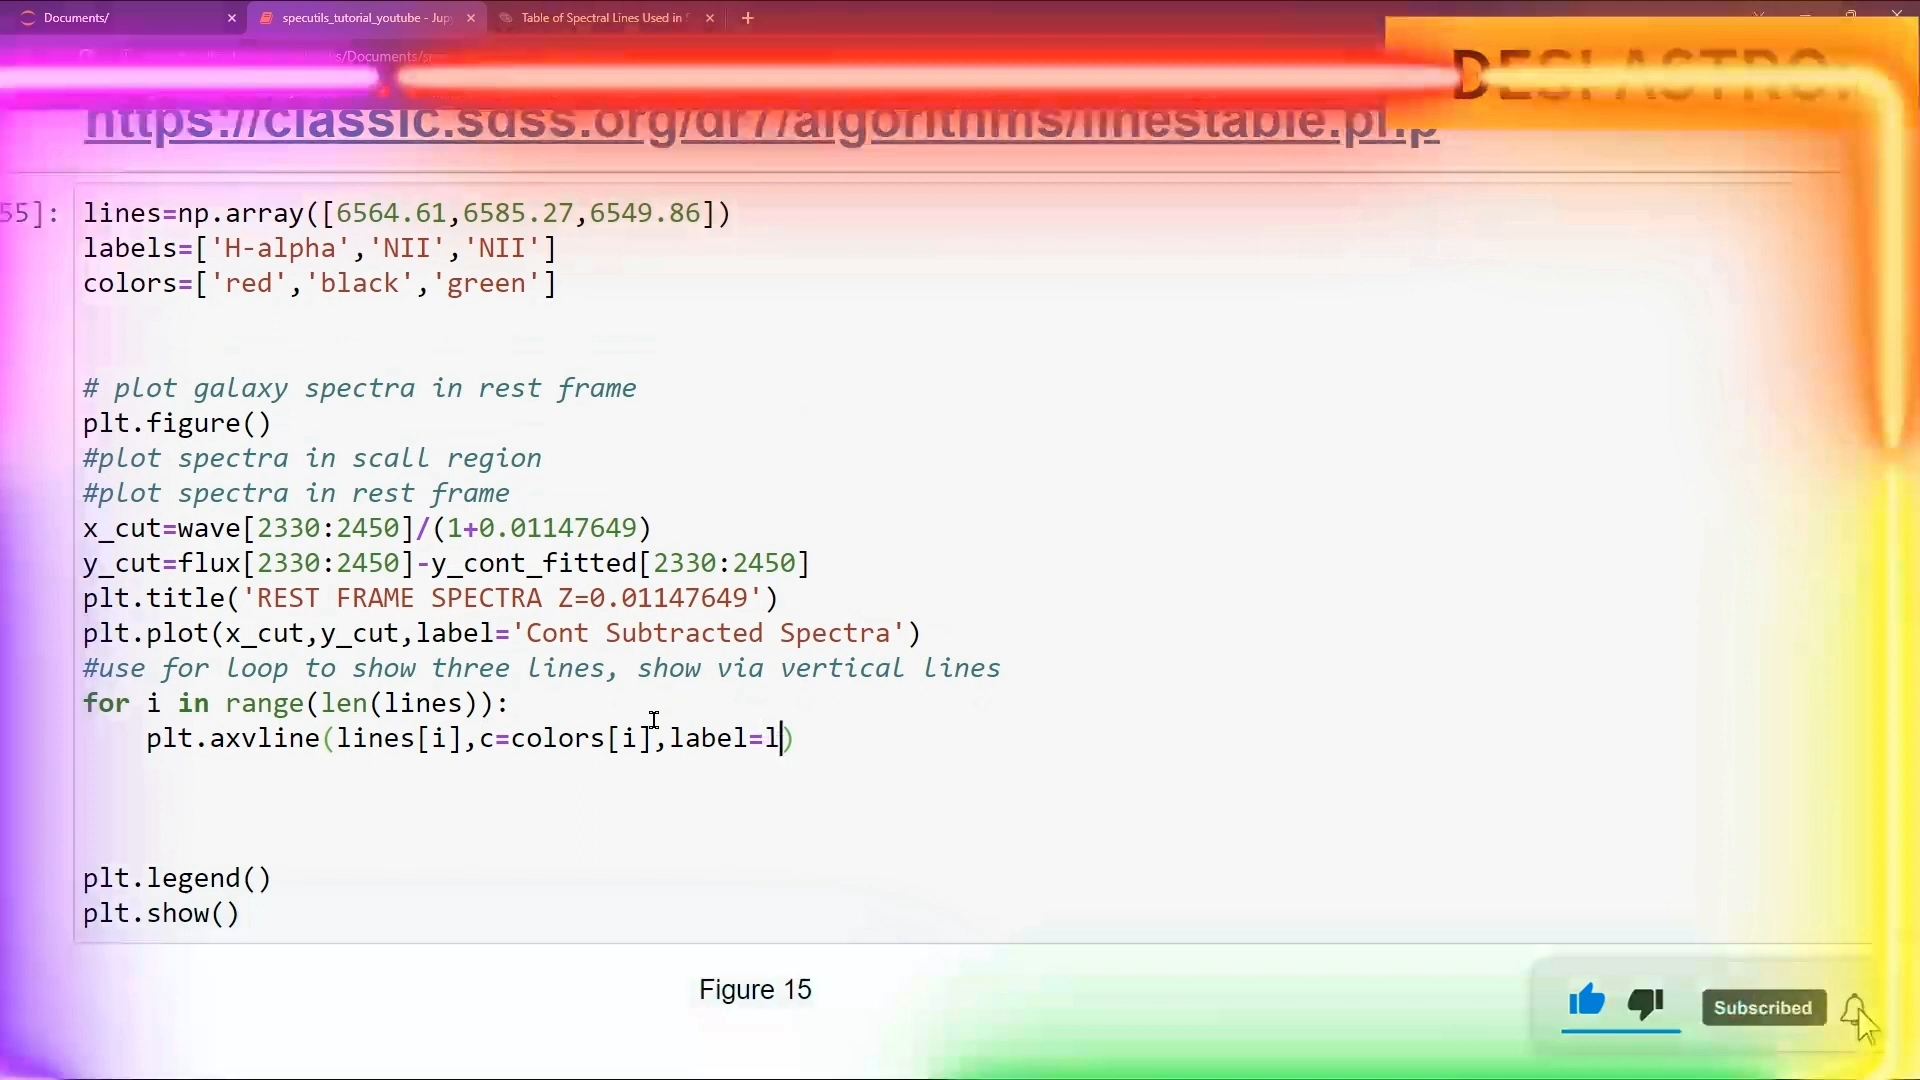 Documents/
specutils_tutorial_youtube - Jup
Table of Spectral Lines Used in
s/Documents/s
DESI ASTRO
https://classic.sdss.org/dr7/algorithms/linestable.php
55]:
lines=np.array([6564.61,6585.27,6549.86])
labels=['H-alpha','NII','NII']
colors=['red','black','green']
# plot galaxy spectra in rest frame
plt.figure()
#plot spectra in scall region
#plot spectra in rest frame
x_cut=wave[2330:2450]/(1+0.01147649)
y_cut=flux[2330:2450]-y_cont_fitted[2330:2450]
plt.title('REST FRAME SPECTRA Z=0.01147649')
plt.plot(x_cut,y_cut,label='Cont Subtracted Spectra')
#use for loop to show three lines, show via vertical lines
for i in range(len(lines)):
    plt.axvline(lines[i],c=colors[i],label=l)
plt.legend()
plt.show()
Figure 15
Subscribed